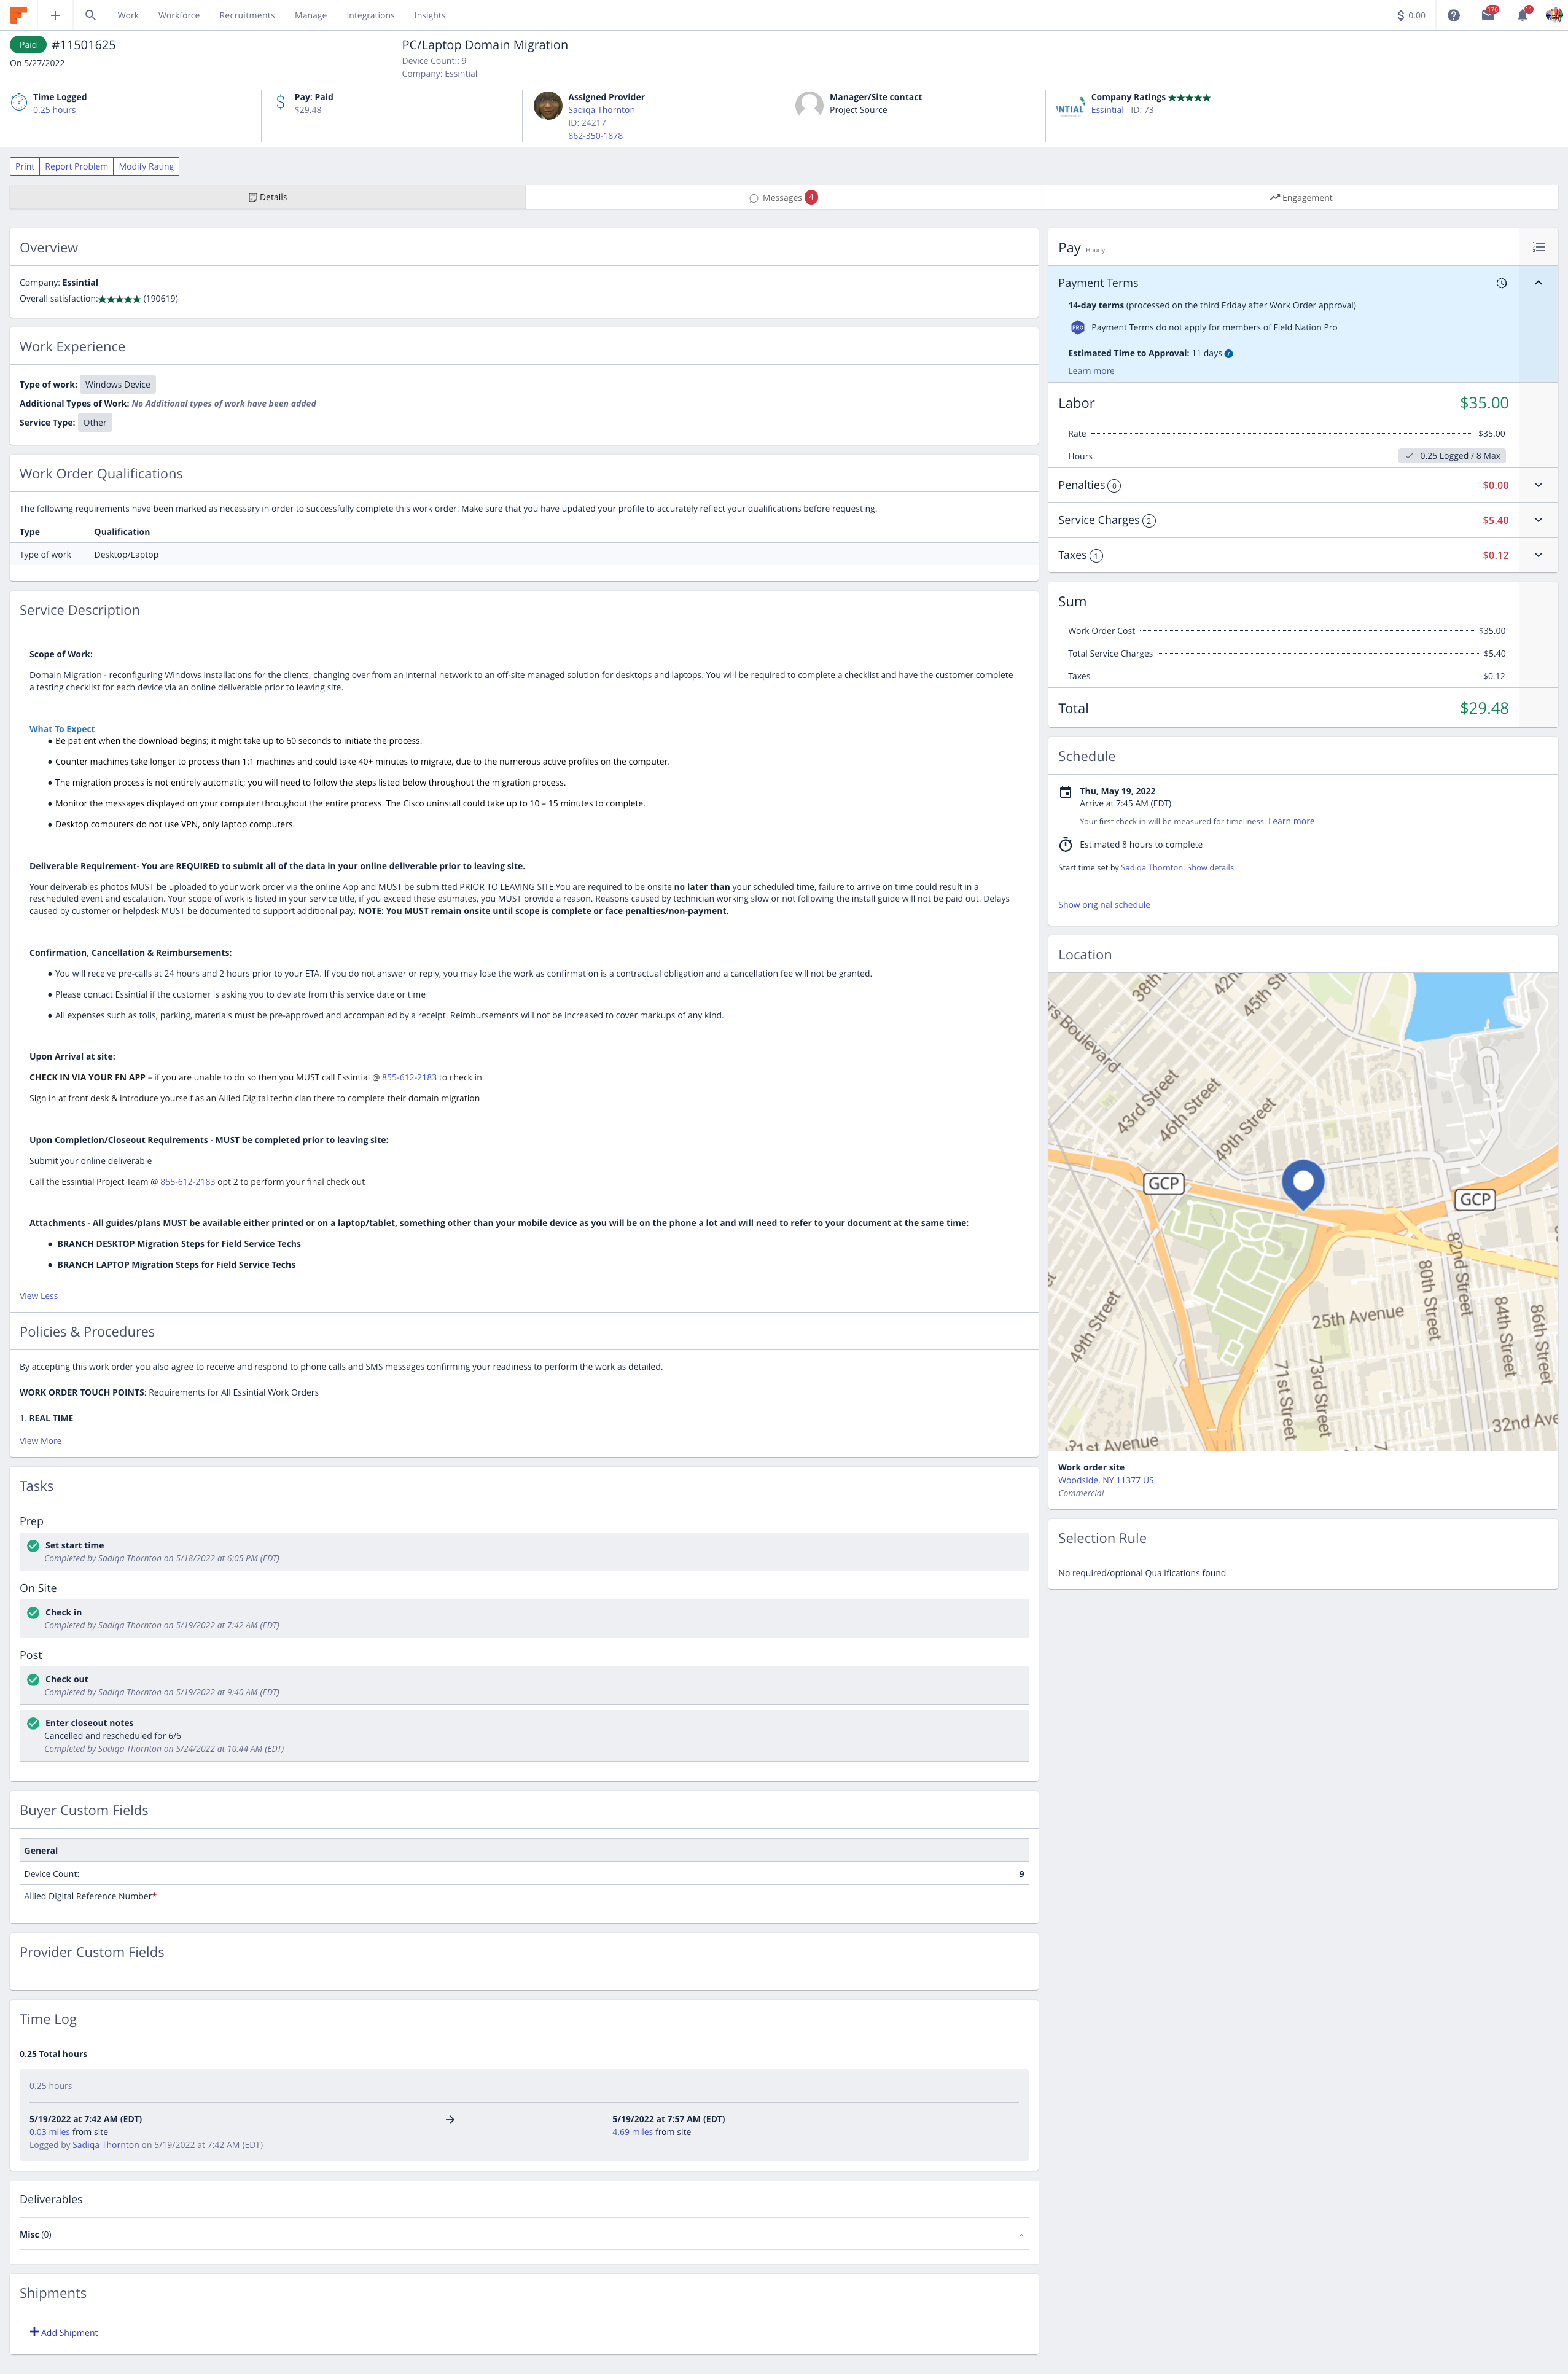 Work Workforce Recruitments Manage Integrations Insights
$ 0.00 176 11
Paid #11501625
On 5/27/2022
PC/Laptop Domain Migration
Device Count:: 9
Company: Essintial
Time Logged
0.25 hours
Pay: Paid
$29.48
Assigned Provider
Sadiqa Thornton
ID: 24217
862-350-1878
Manager/Site contact
Project Source
NTIAL
Company Ratings ★★★★★
Essintial ID: 73
Print Report Problem Modify Rating
Details Messages 4 Engagement
Overview
Company: Essintial
Overall satisfaction:★★★★★ (190619)
Work Experience
Type of work: Windows Device
Additional Types of Work: No Additional types of work have been added
Service Type: Other
Work Order Qualifications
The following requirements have been marked as necessary in order to successfully complete this work order. Make sure that you have updated your profile to accurately reflect your qualifications before requesting.
Type Qualification
Type of work Desktop/Laptop
Service Description
Scope of Work:
Domain Migration - reconfiguring Windows installations for the clients, changing over from an internal network to an off-site managed solution for desktops and laptops. You will be required to complete a checklist and have the customer complete
a testing checklist for each device via an online deliverable prior to leaving site.
What To Expect
● Be patient when the download begins; it might take up to 60 seconds to initiate the process.
● Counter machines take longer to process than 1:1 machines and could take 40+ minutes to migrate, due to the numerous active profiles on the computer.
● The migration process is not entirely automatic; you will need to follow the steps listed below throughout the migration process.
● Monitor the messages displayed on your computer throughout the entire process. The Cisco uninstall could take up to 10 – 15 minutes to complete.
● Desktop computers do not use VPN, only laptop computers.
Deliverable Requirement- You are REQUIRED to submit all of the data in your online deliverable prior to leaving site.
Your deliverables photos MUST be uploaded to your work order via the online App and MUST be submitted PRIOR TO LEAVING SITE.You are required to be onsite no later than your scheduled time, failure to arrive on time could result in a
rescheduled event and escalation. Your scope of work is listed in your service title, if you exceed these estimates, you MUST provide a reason. Reasons caused by technician working slow or not following the install guide will not be paid out. Delays
caused by customer or helpdesk MUST be documented to support additional pay. NOTE: You MUST remain onsite until scope is complete or face penalties/non-payment.
Confirmation, Cancellation & Reimbursements:
● You will receive pre-calls at 24 hours and 2 hours prior to your ETA. If you do not answer or reply, you may lose the work as confirmation is a contractual obligation and a cancellation fee will not be granted.
● Please contact Essintial if the customer is asking you to deviate from this service date or time
● All expenses such as tolls, parking, materials must be pre-approved and accompanied by a receipt. Reimbursements will not be increased to cover markups of any kind.
Upon Arrival at site:
CHECK IN VIA YOUR FN APP – if you are unable to do so then you MUST call Essintial @ 855-612-2183 to check in.
Sign in at front desk & introduce yourself as an Allied Digital technician there to complete their domain migration
Upon Completion/Closeout Requirements - MUST be completed prior to leaving site:
Submit your online deliverable
Call the Essintial Project Team @ 855-612-2183 opt 2 to perform your final check out
Attachments - All guides/plans MUST be available either printed or on a laptop/tablet, something other than your mobile device as you will be on the phone a lot and will need to refer to your document at the same time:
● BRANCH DESKTOP Migration Steps for Field Service Techs
● BRANCH LAPTOP Migration Steps for Field Service Techs
View Less
Policies & Procedures
By accepting this work order you also agree to receive and respond to phone calls and SMS messages confirming your readiness to perform the work as detailed.
WORK ORDER TOUCH POINTS: Requirements for All Essintial Work Orders
1. REAL TIME
View More
Tasks
Prep
Set start time
Completed by Sadiqa Thornton on 5/18/2022 at 6:05 PM (EDT)
On Site
Check in
Completed by Sadiqa Thornton on 5/19/2022 at 7:42 AM (EDT)
Post
Check out
Completed by Sadiqa Thornton on 5/19/2022 at 9:40 AM (EDT)
Enter closeout notes
Cancelled and rescheduled for 6/6
Completed by Sadiqa Thornton on 5/24/2022 at 10:44 AM (EDT)
Buyer Custom Fields
General
Device Count: 9
Allied Digital Reference Number*
Provider Custom Fields
Time Log
0.25 Total hours
0.25 hours
5/19/2022 at 7:42 AM (EDT) → 5/19/2022 at 7:57 AM (EDT)
0.03 miles from site 4.69 miles from site
Logged by Sadiqa Thornton on 5/19/2022 at 7:42 AM (EDT)
Deliverables
Misc (0)
Shipments
+ Add Shipment
Pay Hourly
Payment Terms
14-day terms (processed on the third Friday after Work Order approval)
PRO Payment Terms do not apply for members of Field Nation Pro
Estimated Time to Approval: 11 days i
Learn more
Labor $35.00
Rate $35.00
Hours 0.25 Logged / 8 Max
Penalties 0 $0.00
Service Charges 2 $5.40
Taxes 1 $0.12
Sum
Work Order Cost $35.00
Total Service Charges $5.40
Taxes $0.12
Total $29.48
Schedule
Thu, May 19, 2022
Arrive at 7:45 AM (EDT)
Your first check in will be measured for timeliness. Learn more
Estimated 8 hours to complete
Start time set by Sadiqa Thornton. Show details
Show original schedule
Location
38th
42n
45th St
rs Boulevard
43rd Street
46th Street
49th Street
GCP
GCP
82nd Street
80th Street
84th Street
86th Street
25th Avenue
49th Street
71st Street
73rd Street
32nd Ave
21st Avenue
Work order site
Woodside, NY 11377 US
Commercial
Selection Rule
No required/optional Qualifications found